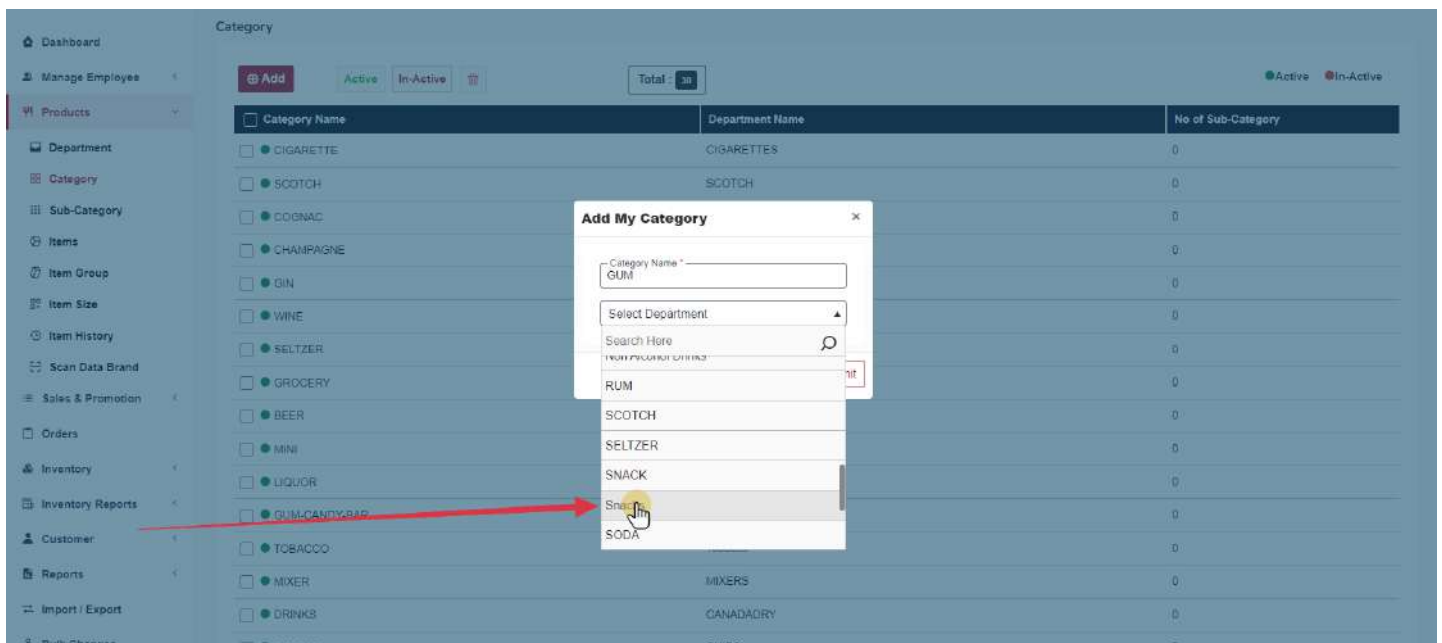 Category
Dashboard
Manage Employee
Products
Department
Category
Sub-Category
Items
Item Group
Item Size
Item History
Scan Data Brand
Sales & Promotion
Orders
Inventory
Inventory Reports
Customer
Reports
Import / Export
Add Active In-Active Total : 30 Active In-Active
Category Name Department Name No of Sub-Category
CIGARETTE CIGARETTES 0
SCOTCH SCOTCH 0
COGNAC 0
CHAMPAGNE 0
GIN 0
WINE 0
SELTZER 0
GROCERY 0
BEER 0
MINI 0
LIQUOR 0
GUM-CANDY-BAR 0
TOBACCO 0
MIXER MIXERS 0
DRINKS CANADADRY 0
Add My Category ×
Category Name *
GUM
Select Department
Search Here
Non Alcohol Drinks
RUM
SCOTCH
SELTZER
SNACK
SODA